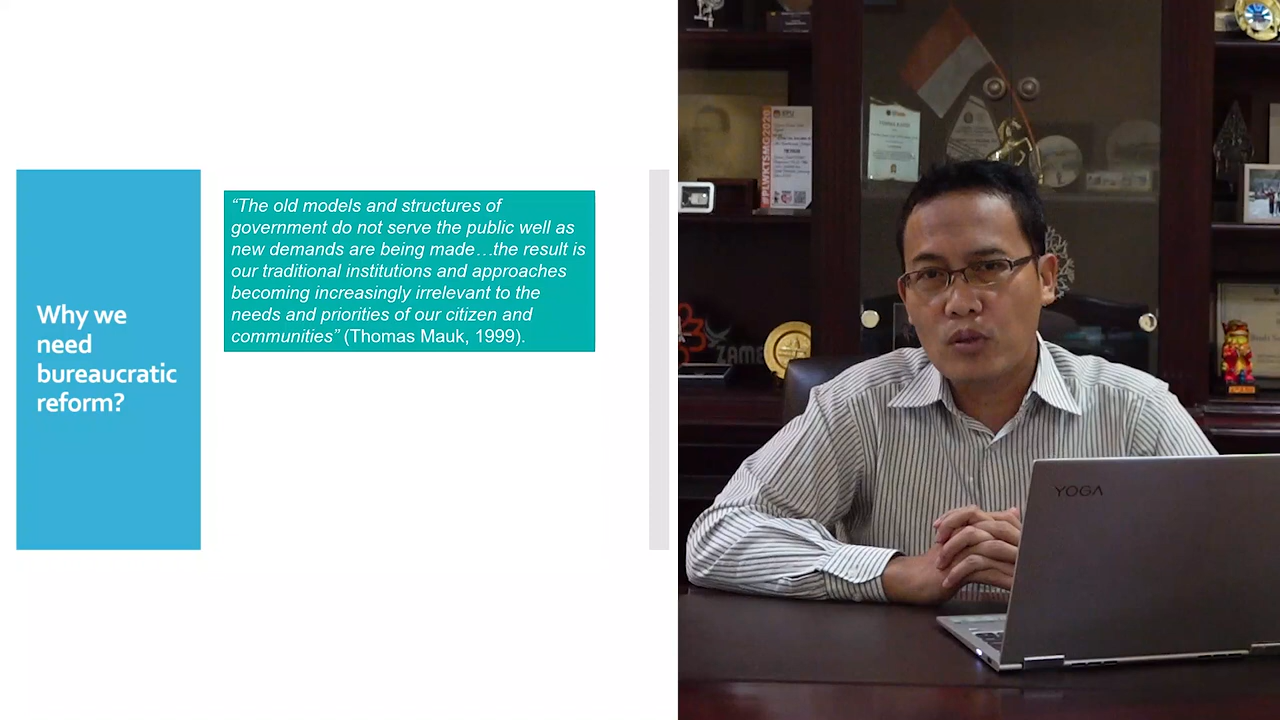 Why we
need
bureaucratic
reform?
“The old models and structures of
government do not serve the public well as
new demands are being made…the result is
our traditional institutions and approaches
becoming increasingly irrelevant to the
needs and priorities of our citizen and
communities” (Thomas Mauk, 1999).
#PLWKTSMO2020
ZAM
YOGA